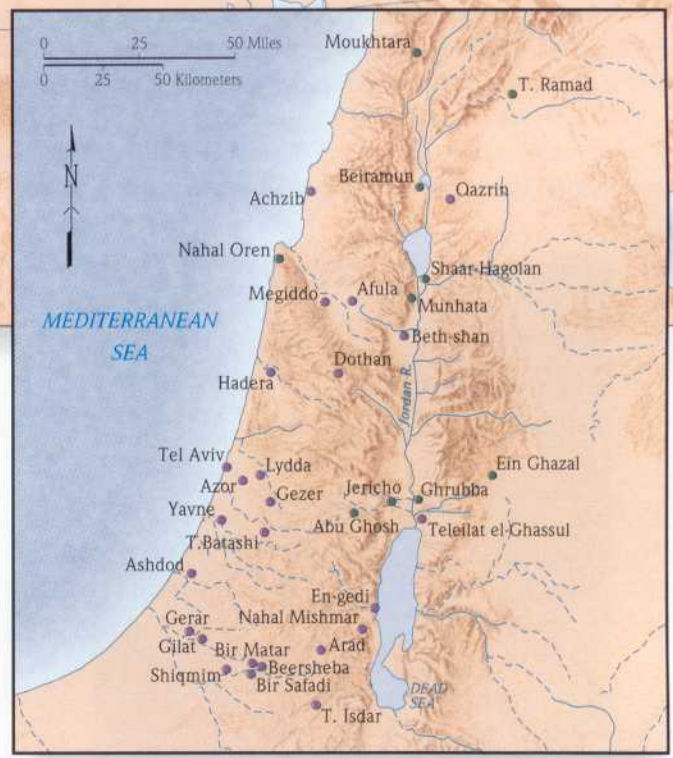 Moukhtara
0 25 50 Miles
0 25 50 Kilometers
T. Ramad
N
Beiramun
Qazrin
Achzib
Nahal Oren
Shaar-Hagolan
Megiddo
Afula
Munhata
MEDITERRANEAN
SEA
Beth-shan
Dothan
Hadera
Jordan R.
Tel Aviv
Lydda
Ein Ghazal
Azor
Gezer
Jericho
Ghrubba
Yavne
Abu Ghosh
Teleilat el-Ghassul
T.Batashi
Ashdod
En-gedi
Nahal Mishmar
Gerar
Gilat
Bir Matar
Arad
Shiqmim
Beersheba
Bir Safadi
DEAD
SEA
T. Isdar